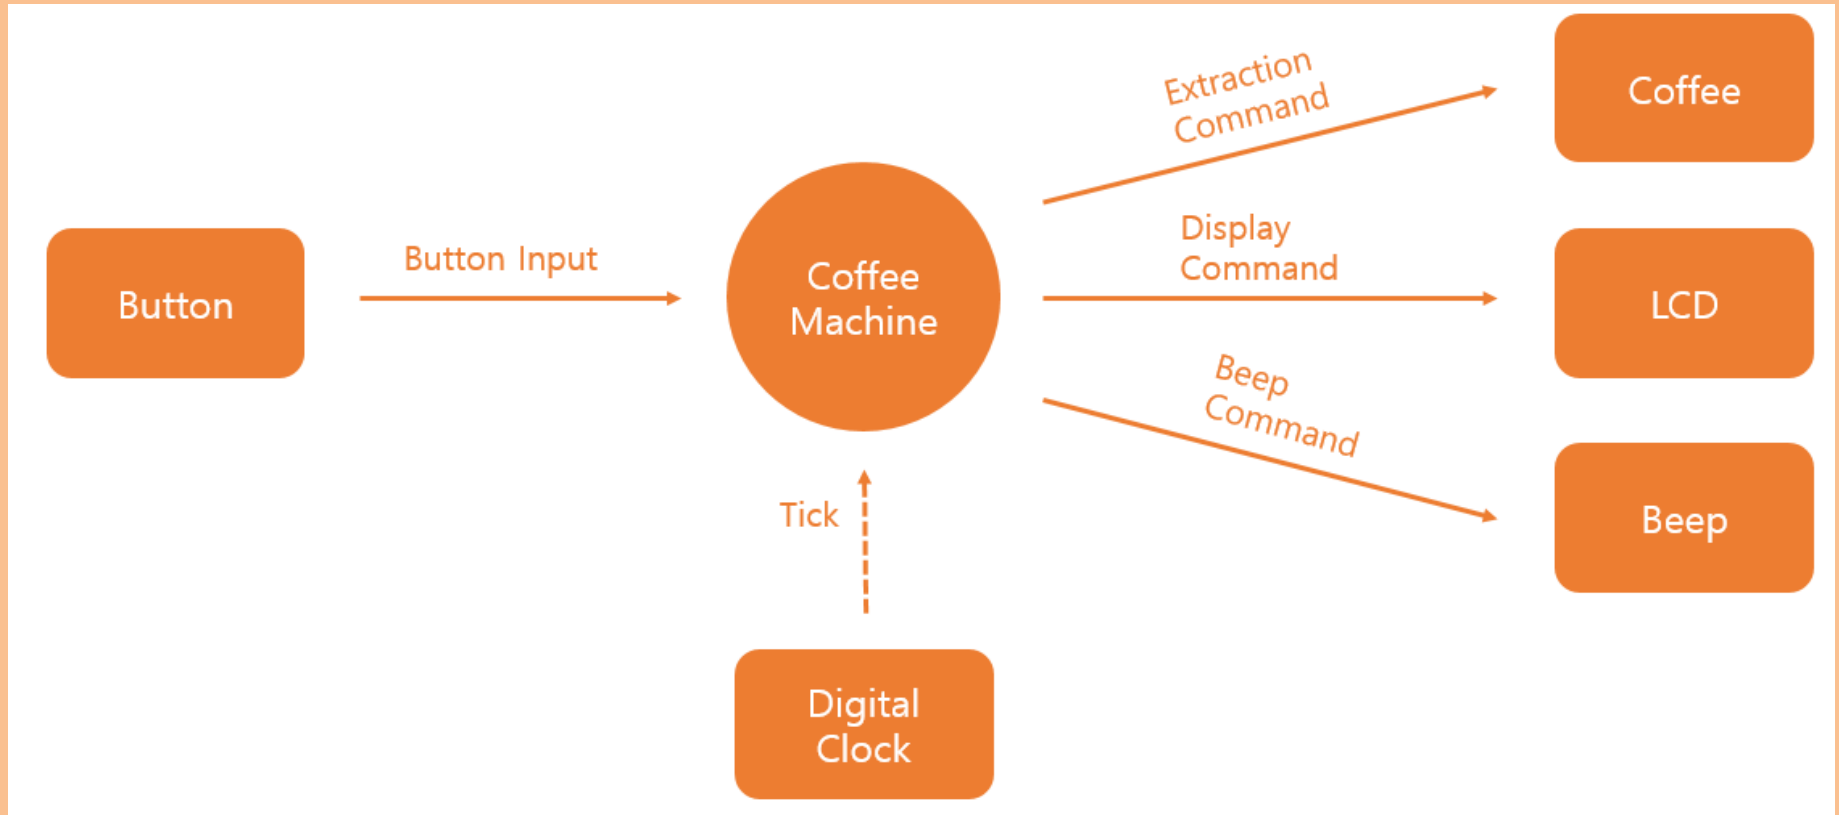 Button
Button Input
Coffee
Machine
Extraction
Command
Coffee
Display
Command
LCD
Beep
Command
Beep
Tick
Digital
Clock